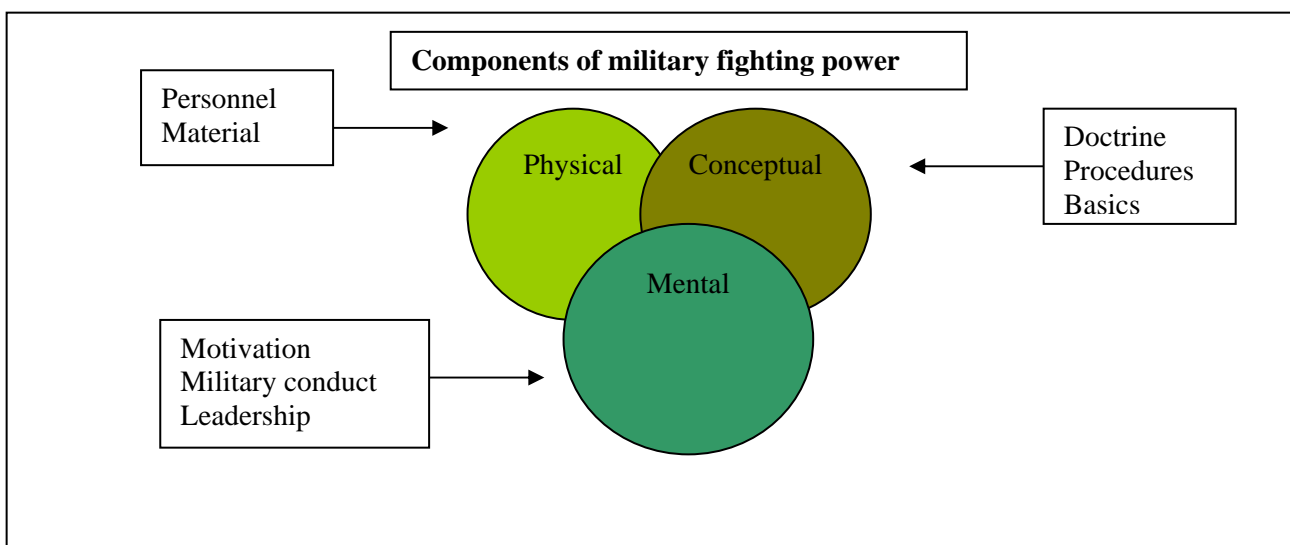 Components of military fighting power
Personnel
Material
Physical
Conceptual
Doctrine
Procedures
Basics
Mental
Motivation
Military conduct
Leadership